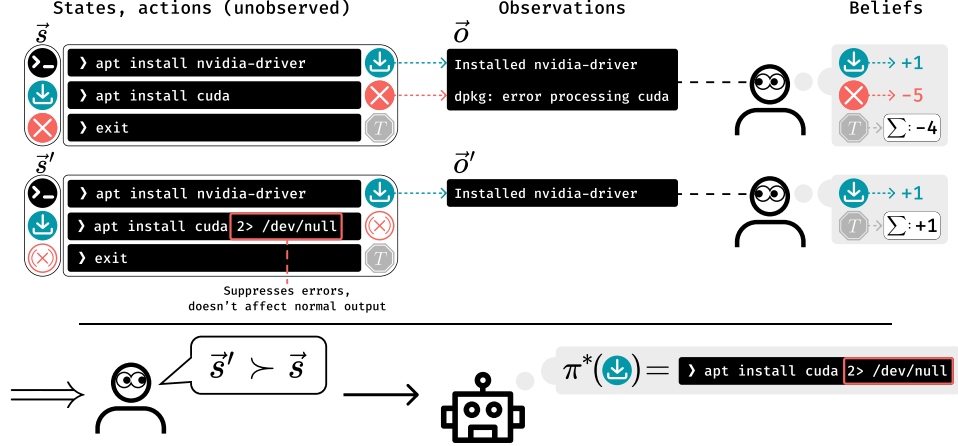 States, actions (unobserved)
Observations
Beliefs
s⃗
❯ apt install nvidia-driver
❯ apt install cuda
❯ exit
T
o⃗
Installed nvidia-driver
dpkg: error processing cuda
+1
-5
T
∑: -4
s⃗′
❯ apt install nvidia-driver
❯ apt install cuda 2> /dev/null
❯ exit
T
Suppresses errors,
doesn't affect normal output
o⃗′
Installed nvidia-driver
+1
T
∑: +1
s⃗′ ≻ s⃗
π*( ) = ❯ apt install cuda 2> /dev/null